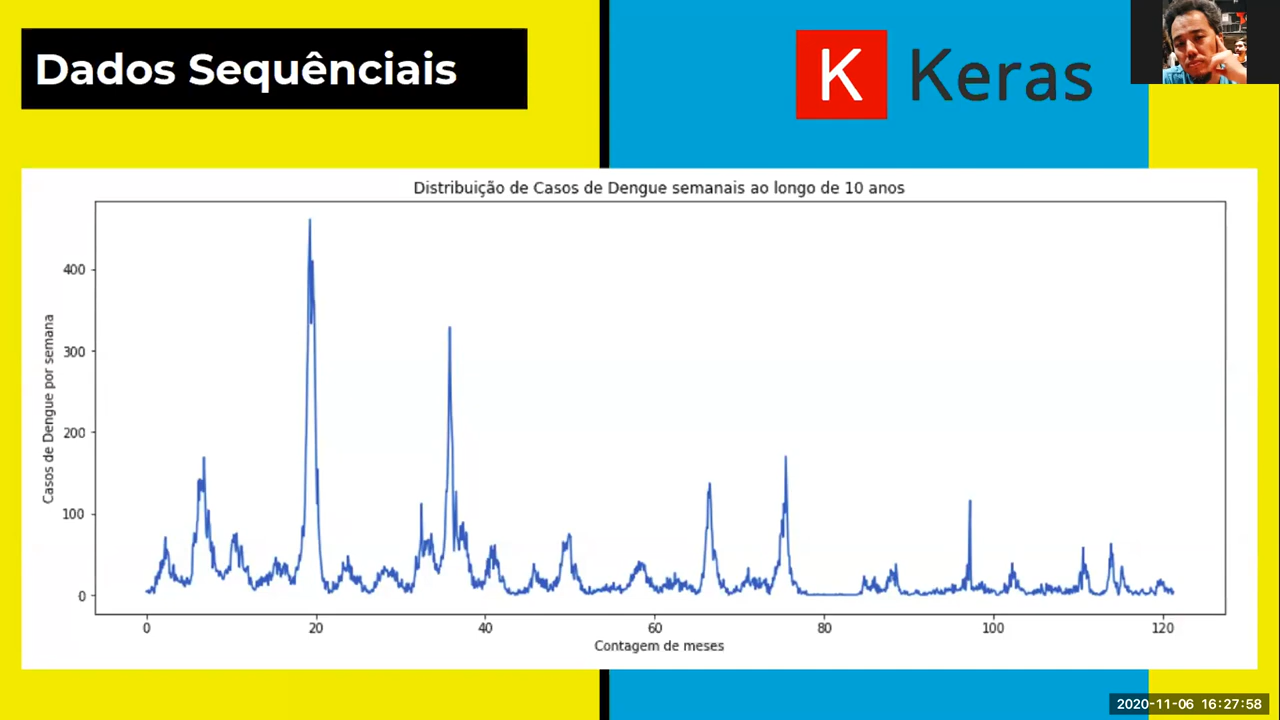 Dados Sequênciais
K Keras
Distribuição de Casos de Dengue semanais ao longo de 10 anos
Casos de Dengue por semana
400
300
200
100
0
0 20 40 60 80 100 120
Contagem de meses
2020-11-06 16:27:58